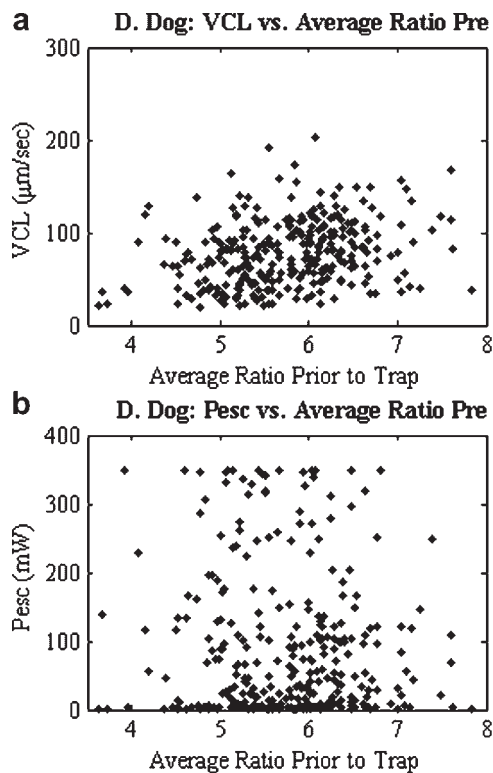 a
D. Dog: VCL vs. Average Ratio Pre
300
200
100
0
VCL (μm/sec)
4 5 6 7 8
Average Ratio Prior to Trap
b
D. Dog: Pesc vs. Average Ratio Pre
400
300
200
100
0
Pesc (mW)
4 5 6 7 8
Average Ratio Prior to Trap